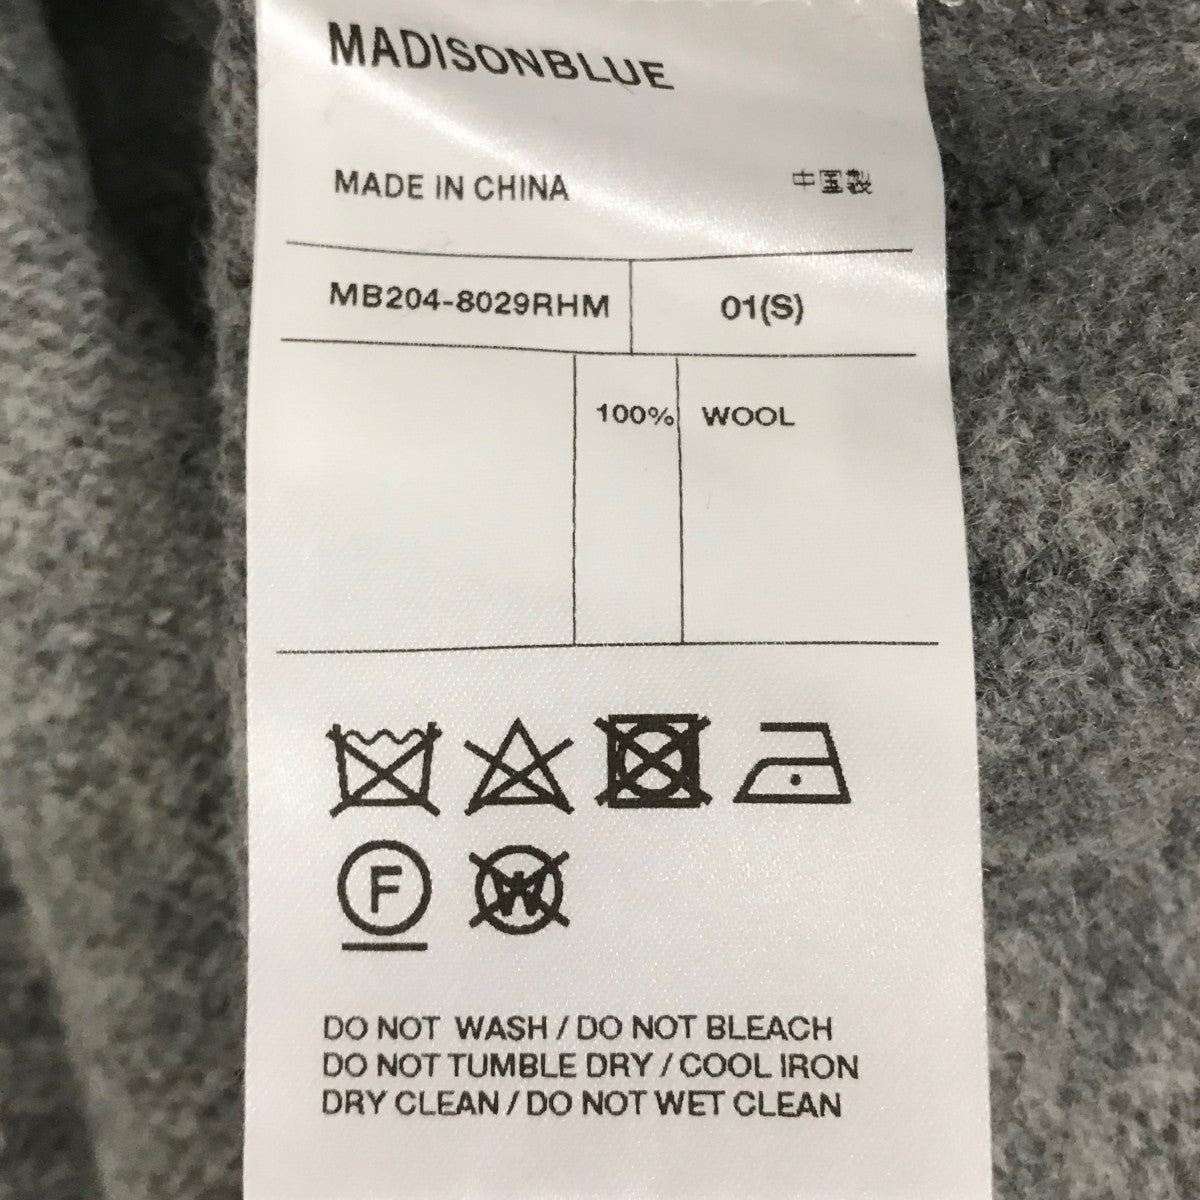 MADISONBLUE
MADE IN CHINA 中国製
MB204-8029RHM 01(S)
100% WOOL
F W
DO NOT WASH / DO NOT BLEACH
DO NOT TUMBLE DRY / COOL IRON
DRY CLEAN / DO NOT WET CLEAN